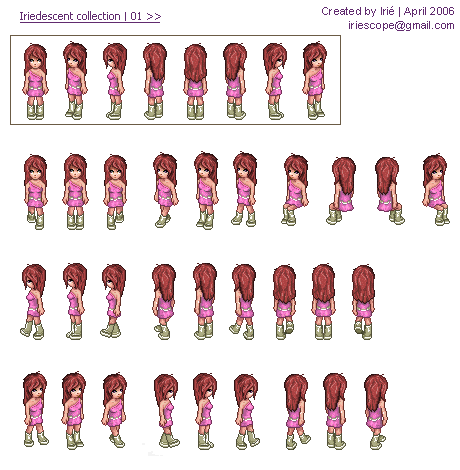 Iriedescent collection | 01 >>
Created by Irié | April 2006
iriescope@gmail.com